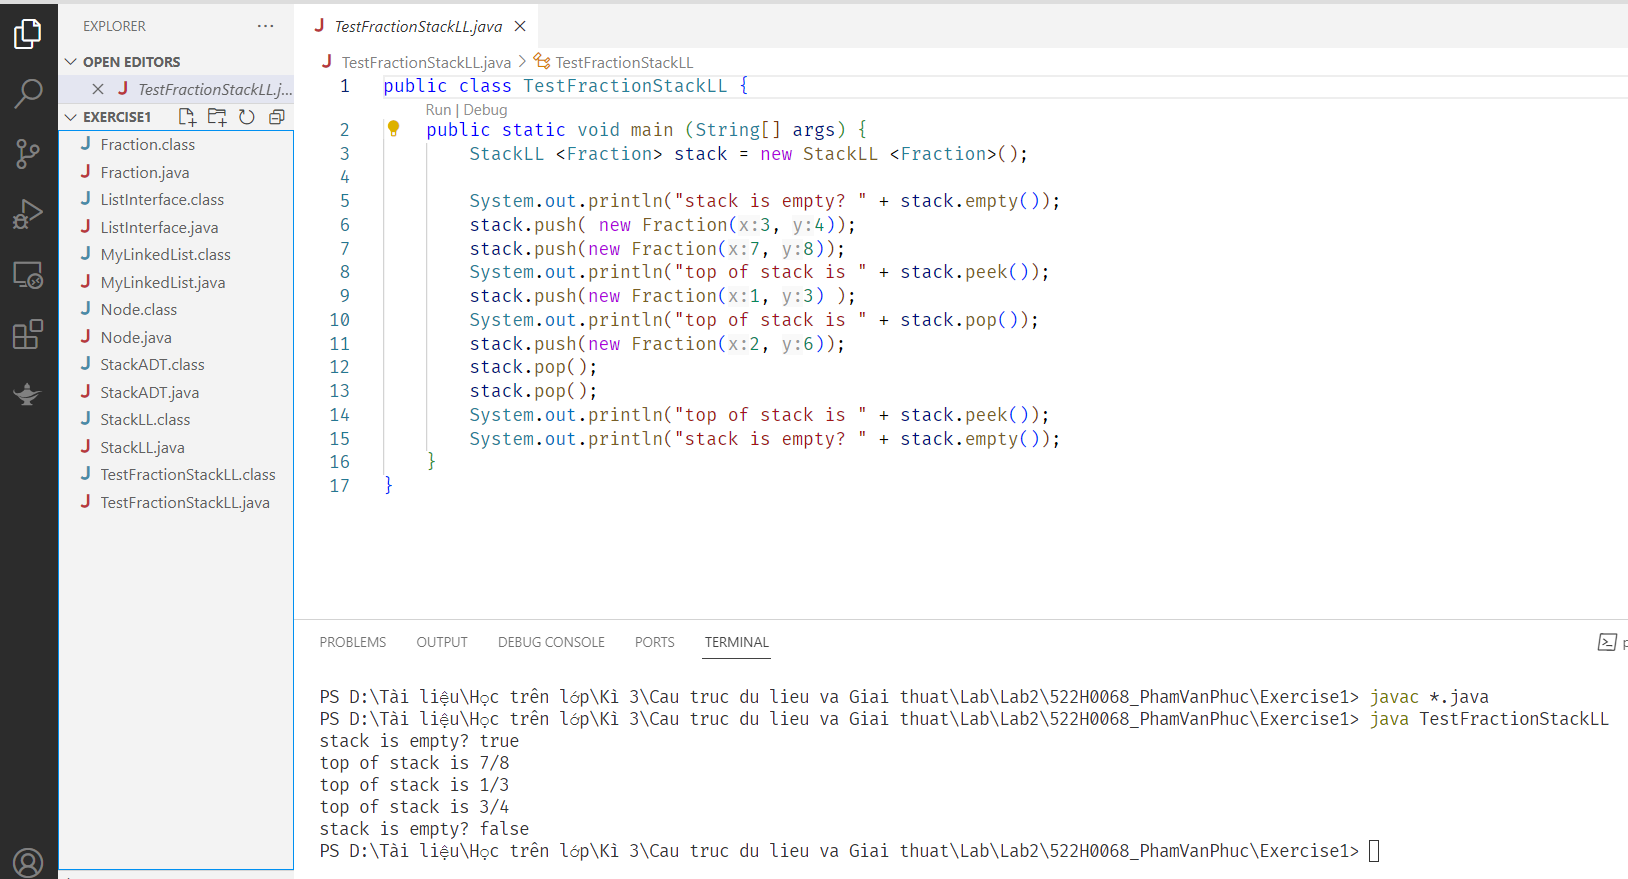 EXPLORER ...
OPEN EDITORS
TestFractionStackLL.j...
EXERCISE1
Fraction.class
Fraction.java
ListInterface.class
ListInterface.java
MyLinkedList.class
MyLinkedList.java
Node.class
Node.java
StackADT.class
StackADT.java
StackLL.class
StackLL.java
TestFractionStackLL.class
TestFractionStackLL.java
J TestFractionStackLL.java
J TestFractionStackLL.java > TestFractionStackLL
1 public class TestFractionStackLL {
Run | Debug
2 public static void main (String[] args) {
3 StackLL <Fraction> stack = new StackLL <Fraction>();
4
5 System.out.println("stack is empty? " + stack.empty());
6 stack.push( new Fraction(x:3, y:4));
7 stack.push(new Fraction(x:7, y:8));
8 System.out.println("top of stack is " + stack.peek());
9 stack.push(new Fraction(x:1, y:3) );
10 System.out.println("top of stack is " + stack.pop());
11 stack.push(new Fraction(x:2, y:6));
12 stack.pop();
13 stack.pop();
14 System.out.println("top of stack is " + stack.peek());
15 System.out.println("stack is empty? " + stack.empty());
16 }
17 }
PROBLEMS OUTPUT DEBUG CONSOLE PORTS TERMINAL
PS D:\Tài liệu\Học trên lớp\Kì 3\Cau truc du lieu va Giai thuat\Lab\Lab2\522H0068_PhamVanPhuc\Exercise1> javac *.java
PS D:\Tài liệu\Học trên lớp\Kì 3\Cau truc du lieu va Giai thuat\Lab\Lab2\522H0068_PhamVanPhuc\Exercise1> java TestFractionStackLL
stack is empty? true
top of stack is 7/8
top of stack is 1/3
top of stack is 3/4
stack is empty? false
PS D:\Tài liệu\Học trên lớp\Kì 3\Cau truc du lieu va Giai thuat\Lab\Lab2\522H0068_PhamVanPhuc\Exercise1>